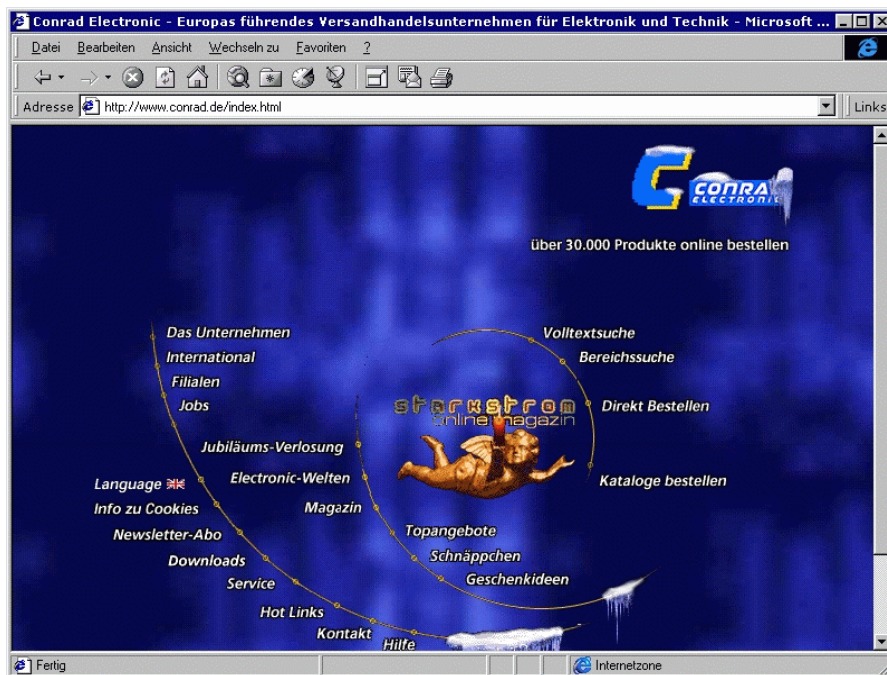 Conrad Electronic - Europas führendes Versandhandelsunternehmen für Elektronik und Technik - Microsoft ...
Datei Bearbeiten Ansicht Wechseln zu Favoriten ?
Adresse http://www.conrad.de/index.html Links
CONRA
ELECTRONIC
über 30.000 Produkte online bestellen
Das Unternehmen
International
Filialen
Jobs
Volltextsuche
Bereichssuche
Direkt Bestellen
Kataloge bestellen
starkstrom
online magazin
Jubiläums-Verlosung
Electronic-Welten
Magazin
Topangebote
Schnäppchen
Geschenkideen
Language
Info zu Cookies
Newsletter-Abo
Downloads
Service
Hot Links
Kontakt
Hilfe
Fertig
Internetzone